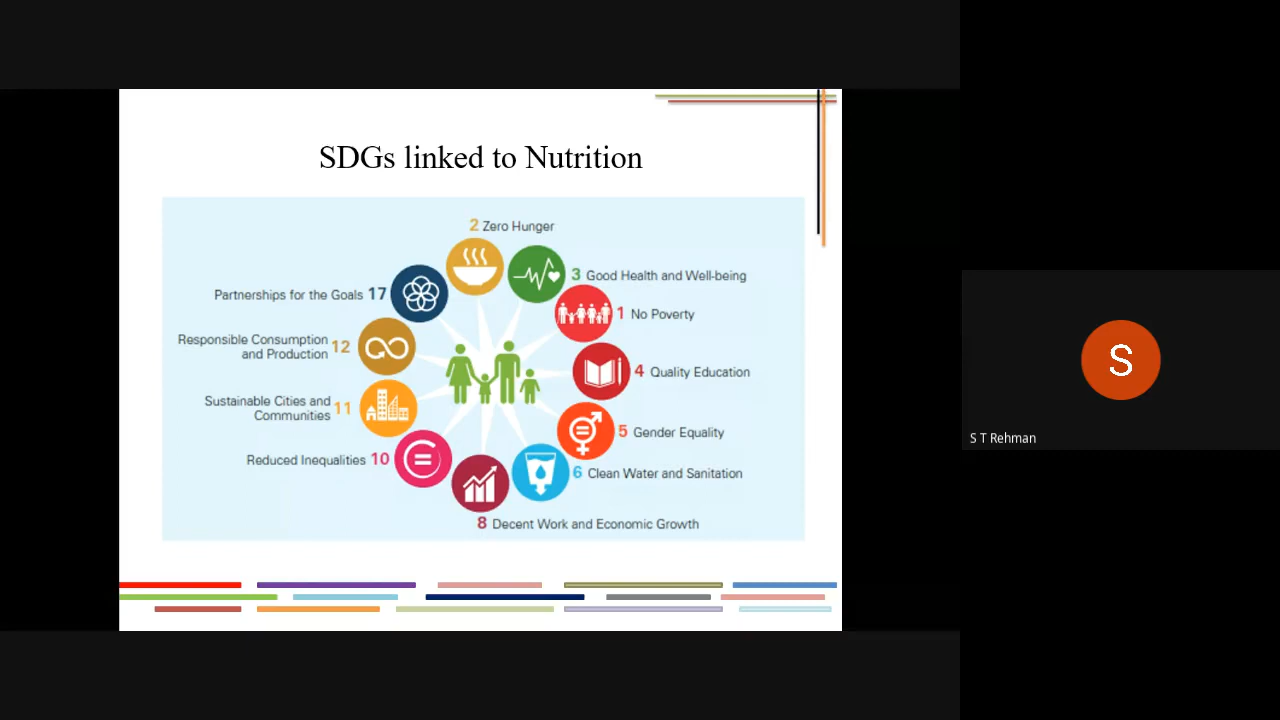 SDGs linked to Nutrition
2 Zero Hunger
3 Good Health and Well-being
Partnerships for the Goals 17
1 No Poverty
Responsible Consumption
and Production 12
4 Quality Education
Sustainable Cities and
Communities 11
5 Gender Equality
Reduced Inequalities 10
6 Clean Water and Sanitation
8 Decent Work and Economic Growth
S
S T Rehman